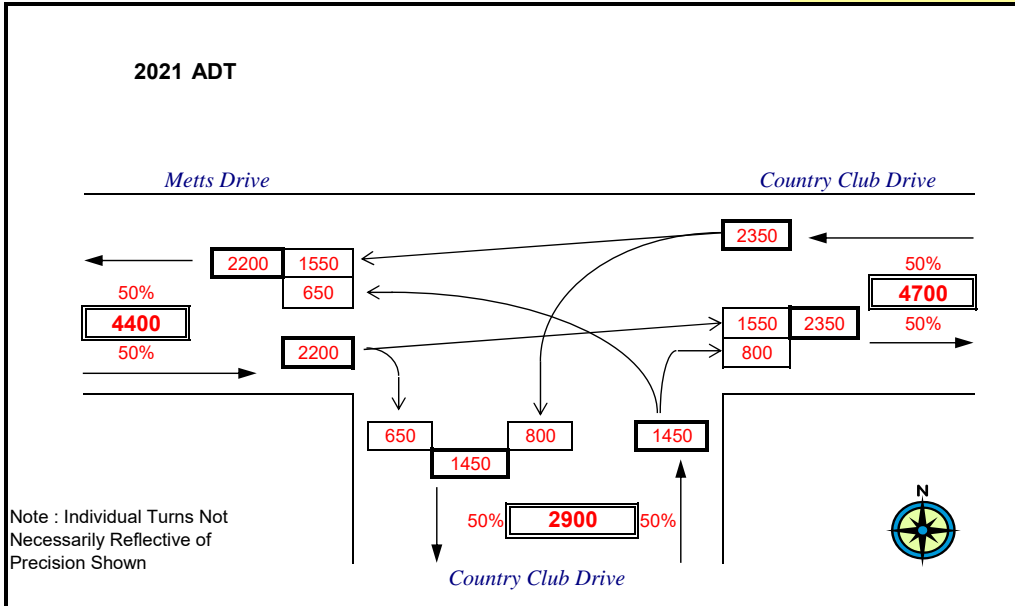 2021 ADT
Metts Drive
Country Club Drive
2350
2200 1550
50%
50%
650
4700
4400
1550 2350
50%
50%
2200
800
650
800
1450
1450
N
50% 2900 50%
Note : Individual Turns Not
Necessarily Reflective of
Precision Shown
Country Club Drive